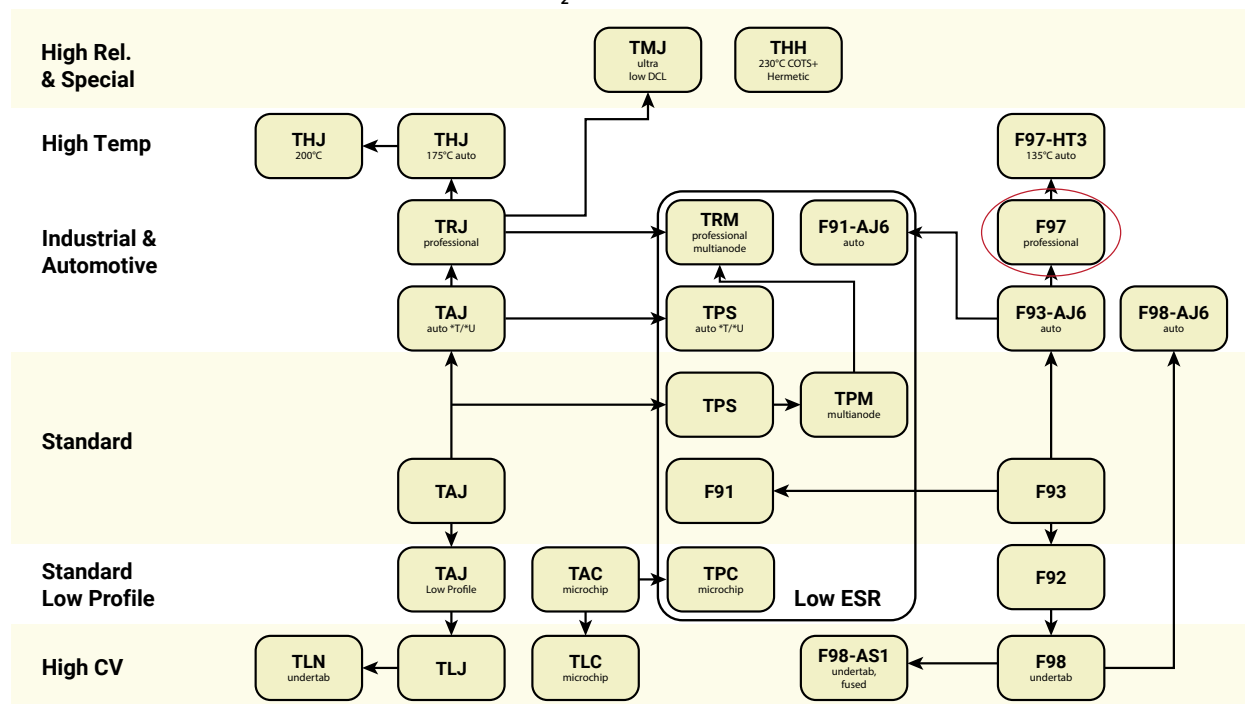 2
High Rel.
& Special
TMJ
ultra
low DCL
THH
230°C COTS+
Hermetic
High Temp
THJ
200°C
THJ
175°C auto
F97-HT3
135°C auto
Industrial &
Automotive
TRJ
professional
TRM
professional
multianode
F91-AJ6
auto
F97
professional
TAJ
auto *T/*U
TPS
auto *T/*U
F93-AJ6
auto
F98-AJ6
auto
Standard
TPS
TPM
multianode
TAJ
F91
F93
Standard
Low Profile
TAJ
Low Profile
TAC
microchip
TPC
microchip
Low ESR
F92
High CV
TLN
undertab
TLJ
TLC
microchip
F98-AS1
undertab,
fused
F98
undertab